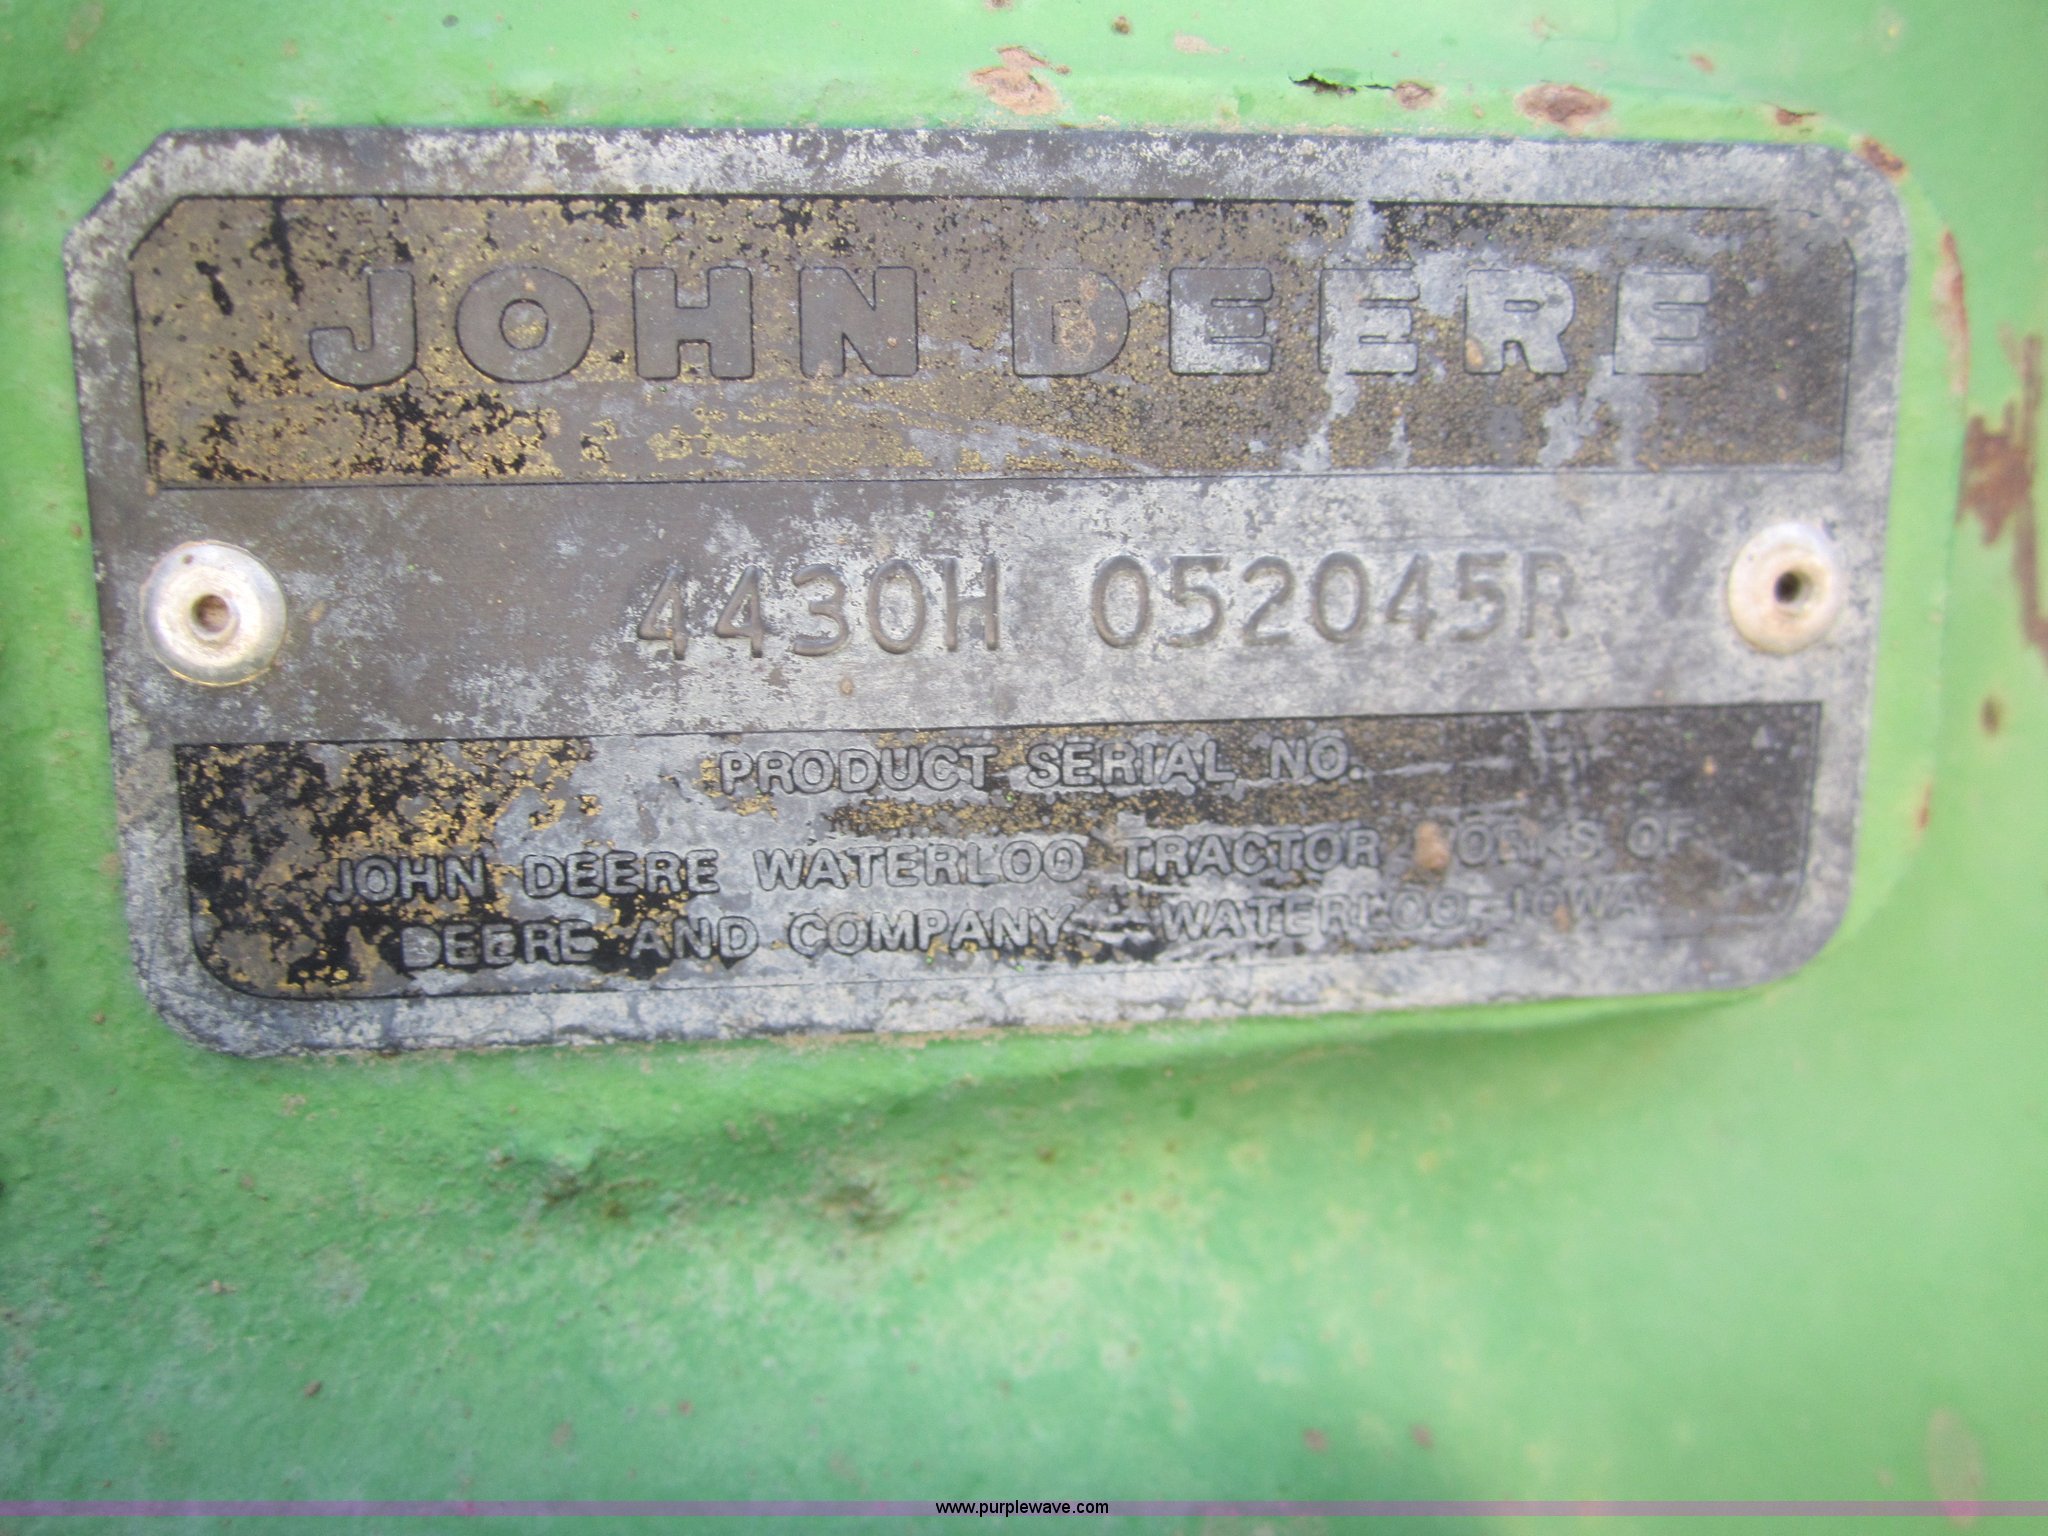 JOHN DEERE
4430H 052045R
PRODUCT SERIAL NO.
JOHN DEERE WATERLOO TRACTOR WORKS OF
DEERE AND COMPANY - WATERLOO IOWA
www.purplewave.com